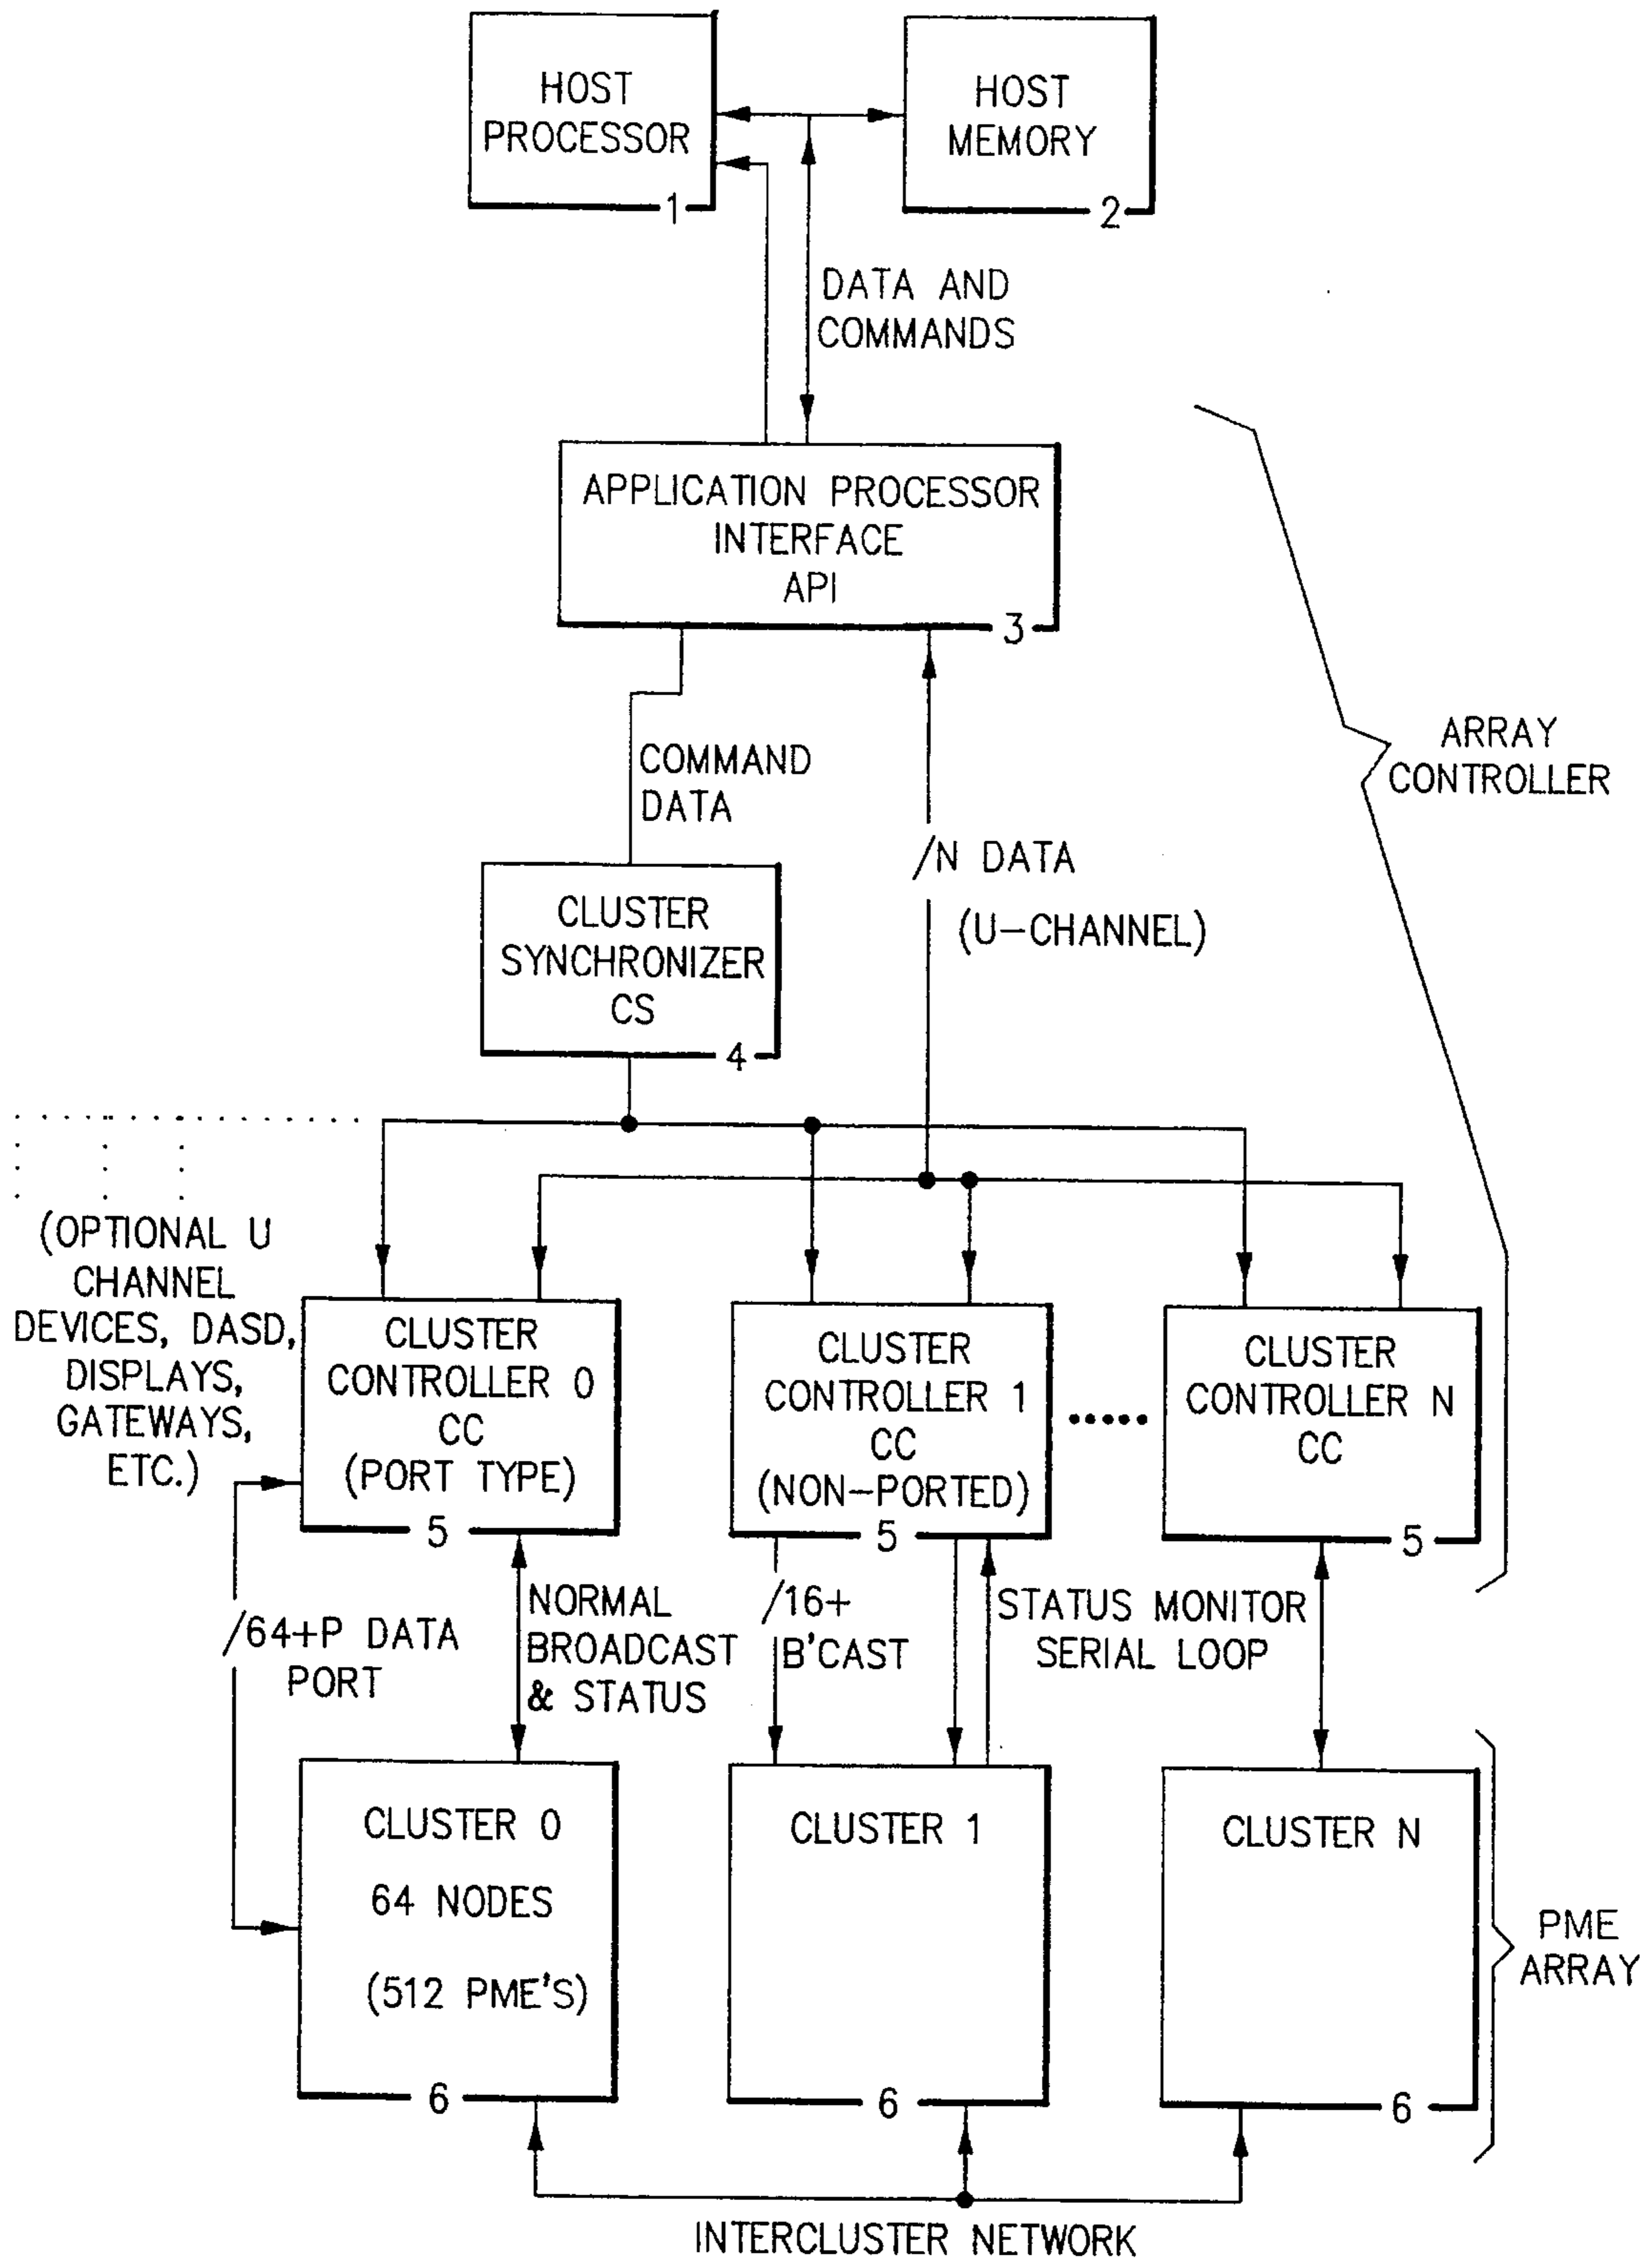 HOST
PROCESSOR
1
HOST
MEMORY
2
DATA AND
COMMANDS
APPLICATION PROCESSOR
INTERFACE
API
3
ARRAY
CONTROLLER
COMMAND
DATA
/N DATA
(U-CHANNEL)
CLUSTER
SYNCHRONIZER
CS
4
(OPTIONAL U
CHANNEL
DEVICES, DASD,
DISPLAYS,
GATEWAYS,
ETC.)
CLUSTER
CONTROLLER 0
CC
(PORT TYPE)
5
CLUSTER
CONTROLLER 1
CC
(NON-PORTED)
5
CLUSTER
CONTROLLER N
CC
5
/64+P DATA
PORT
NORMAL
BROADCAST
& STATUS
/16+
B'CAST
STATUS MONITOR
SERIAL LOOP
CLUSTER 0
64 NODES
(512 PME'S)
6
CLUSTER 1
6
CLUSTER N
6
PME
ARRAY
INTERCLUSTER NETWORK